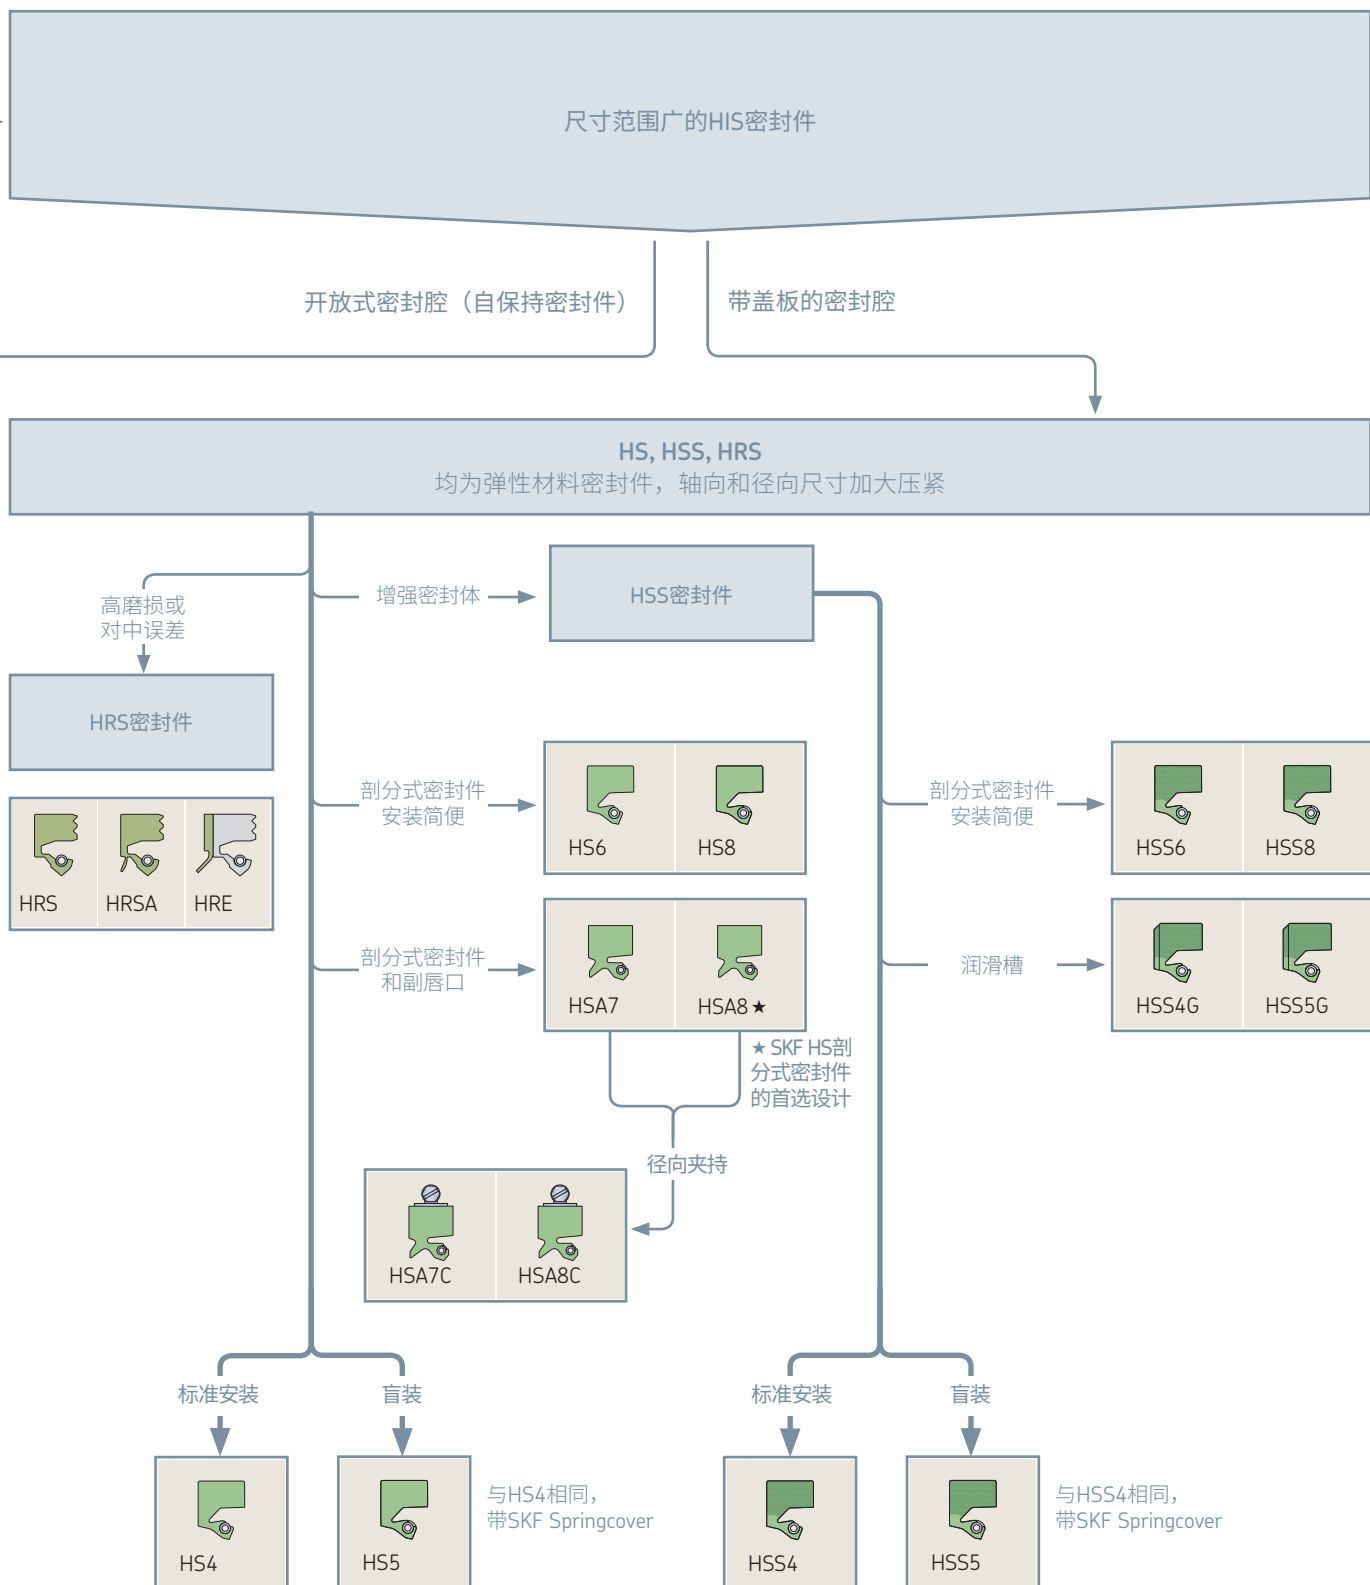 尺寸范围广的HIS密封件
开放式密封腔（自保持密封件）
带盖板的密封腔
HS, HSS, HRS
均为弹性材料密封件，轴向和径向尺寸加大压紧
高磨损或
对中误差
增强密封体
HSS密封件
HRS密封件
HRS
HRSA
HRE
剖分式密封件
安装简便
HS6
HS8
剖分式密封件
安装简便
HSS6
HSS8
剖分式密封件
和副唇口
HSA7
HSA8 ★
润滑槽
HSS4G
HSS5G
★ SKF HS剖
分式密封件
的首选设计
径向夹持
HSA7C
HSA8C
标准安装
盲装
标准安装
盲装
HS4
HS5
与HS4相同，
带SKF Springcover
HSS4
HSS5
与HSS4相同，
带SKF Springcover